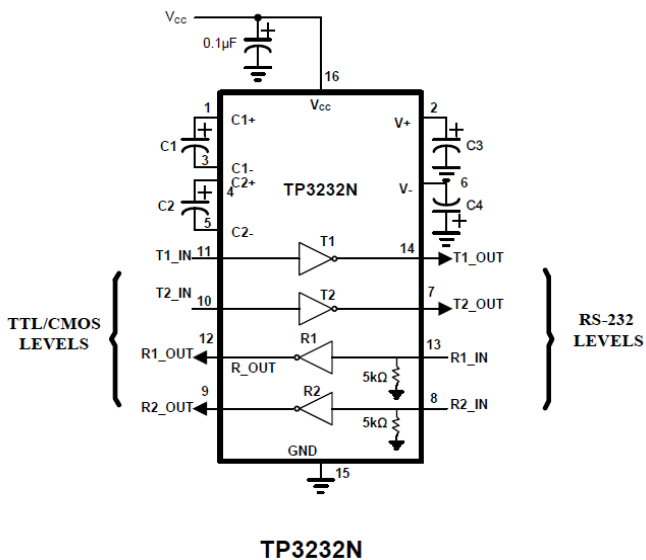 Vcc
0.1µF
16
Vcc
1
C1+
V+
2
C1
C3
3
C1-
C2+
4
TP3232N
V-
6
C2
C4
5
C2-
T1_IN
11
T1
14
T1_OUT
T2_IN
10
T2
7
T2_OUT
TTL/CMOS
LEVELS
RS-232
LEVELS
12
R1
13
R1_OUT
R_OUT
5kΩ
R1_IN
9
R2
8
R2_OUT
5kΩ
R2_IN
GND
15
TP3232N